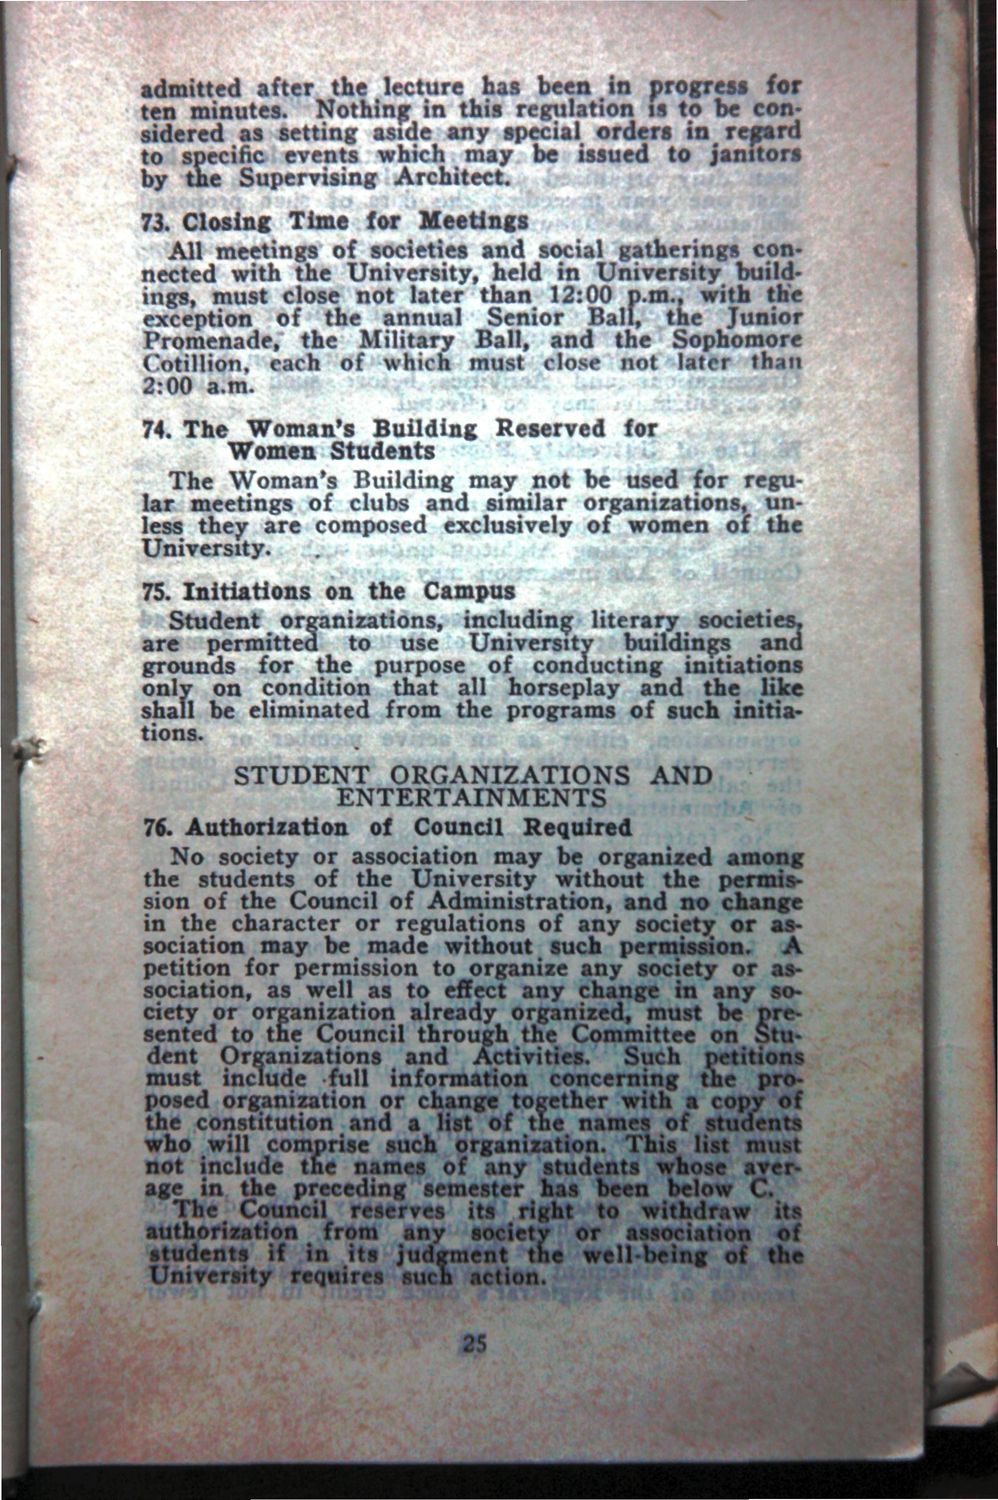 admitted after the lecture has been in progress for
ten minutes. Nothing in this regulation is to be con-
sidered as setting aside any special orders in regard
to specific events which may be issued to janitors
by the Supervising Architect.
73. Closing Time for Meetings
All meetings of societies and social gatherings con-
nected with the University, held in University build-
ings, must close not later than 12:00 p.m., with the
exception of the annual Senior Ball, the Junior
Promenade, the Military Ball, and the Sophomore
Cotillion, each of which must close not later than
2:00 a.m.
74. The Woman's Building Reserved for
Women Students
The Woman's Building may not be used for regu-
lar meetings of clubs and similar organizations, un-
less they are composed exclusively of women of the
University.
75. Initiations on the Campus
Student organizations, including literary societies,
are permitted to use University buildings and
grounds for the purpose of conducting initiations
only on condition that all horseplay and the like
shall be eliminated from the programs of such initia-
tions.
STUDENT ORGANIZATIONS AND
ENTERTAINMENTS
76. Authorization of Council Required
No society or association may be organized among
the students of the University without the permis-
sion of the Council of Administration, and no change
in the character or regulations of any society or as-
sociation may be made without such permission. A
petition for permission to organize any society or as-
sociation, as well as to effect any change in any so-
ciety or organization already organized, must be pre-
sented to the Council through the Committee on Stu-
dent Organizations and Activities. Such petitions
must include full information concerning the pro-
posed organization or change together with a copy of
the constitution and a list of the names of students
who will comprise such organization. This list must
not include the names of any students whose aver-
age in the preceding semester has been below C.
The Council reserves its right to withdraw its
authorization from any society or association of
students if in its judgment the well-being of the
University requires such action.
25